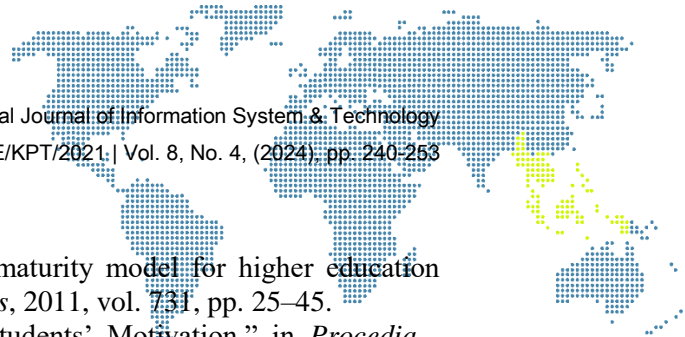 al Journal of Information System & Technology
E/KPT/2021 | Vol. 8, No. 4, (2024), pp. 240-253
maturity model for higher education
s, 2011, vol. 731, pp. 25–45.
tudents' Motivation," in Procedia